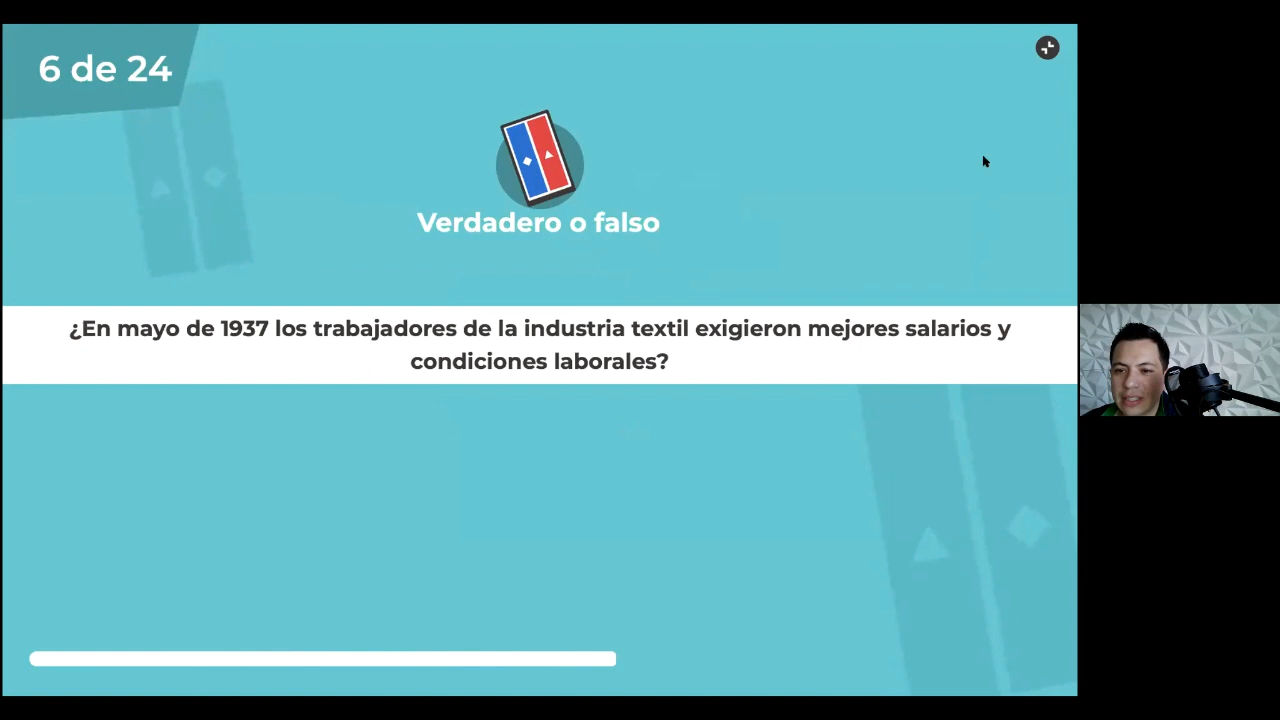 6 de 24
Verdadero o falso
¿En mayo de 1937 los trabajadores de la industria textil exigieron mejores salarios y
condiciones laborales?